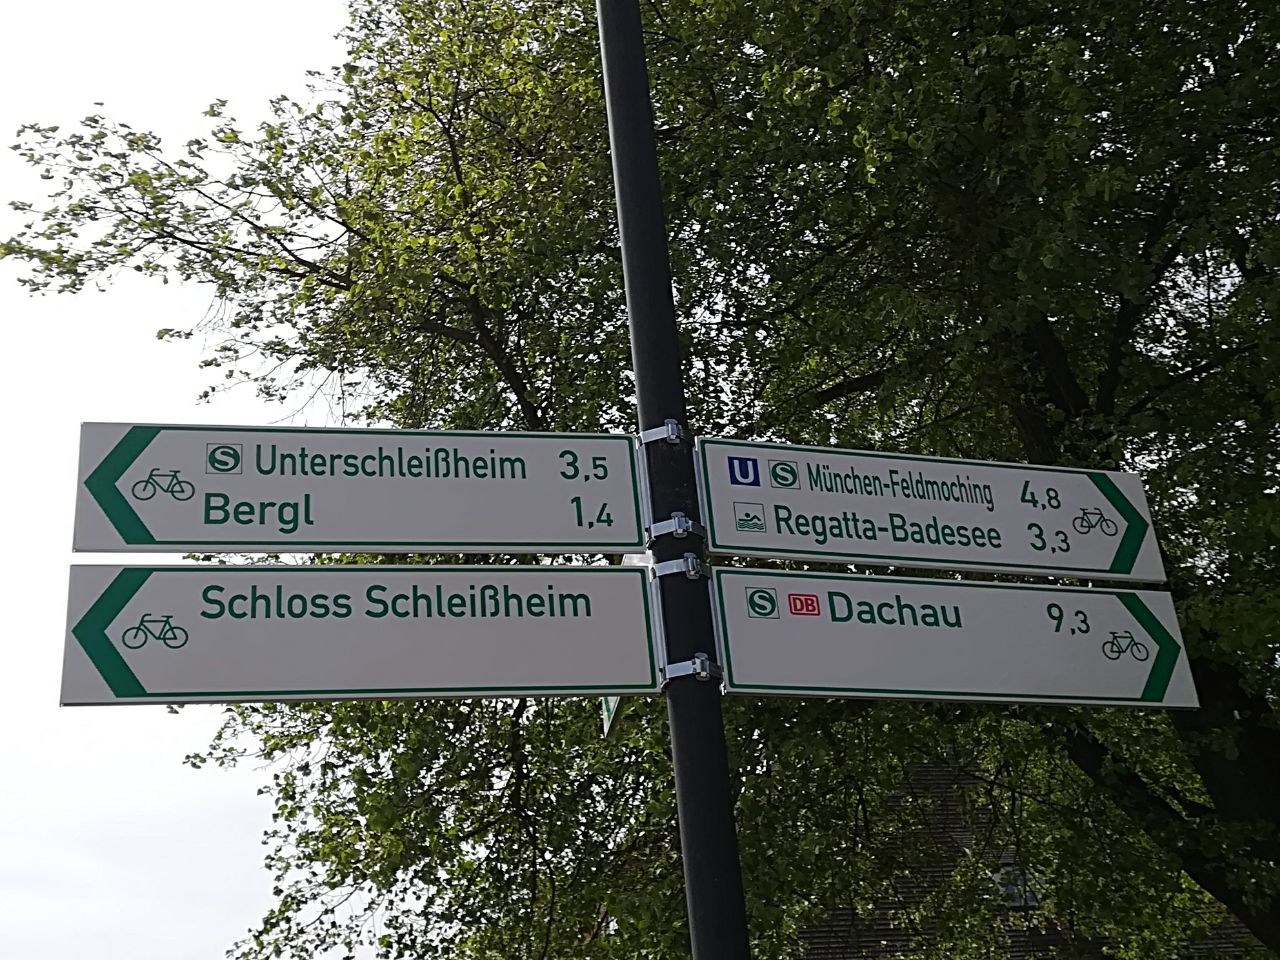 S Unterschleißheim 3,5
Bergl 1,4
Schloss Schleißheim
U S München-Feldmoching 4,8
Regatta-Badesee 3,3
S DB Dachau 9,3